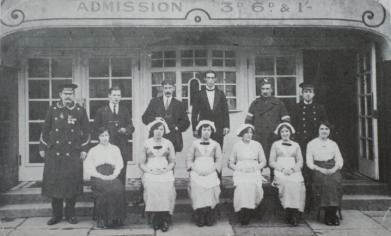 ADMISSION 3D. 6D. & 1/-